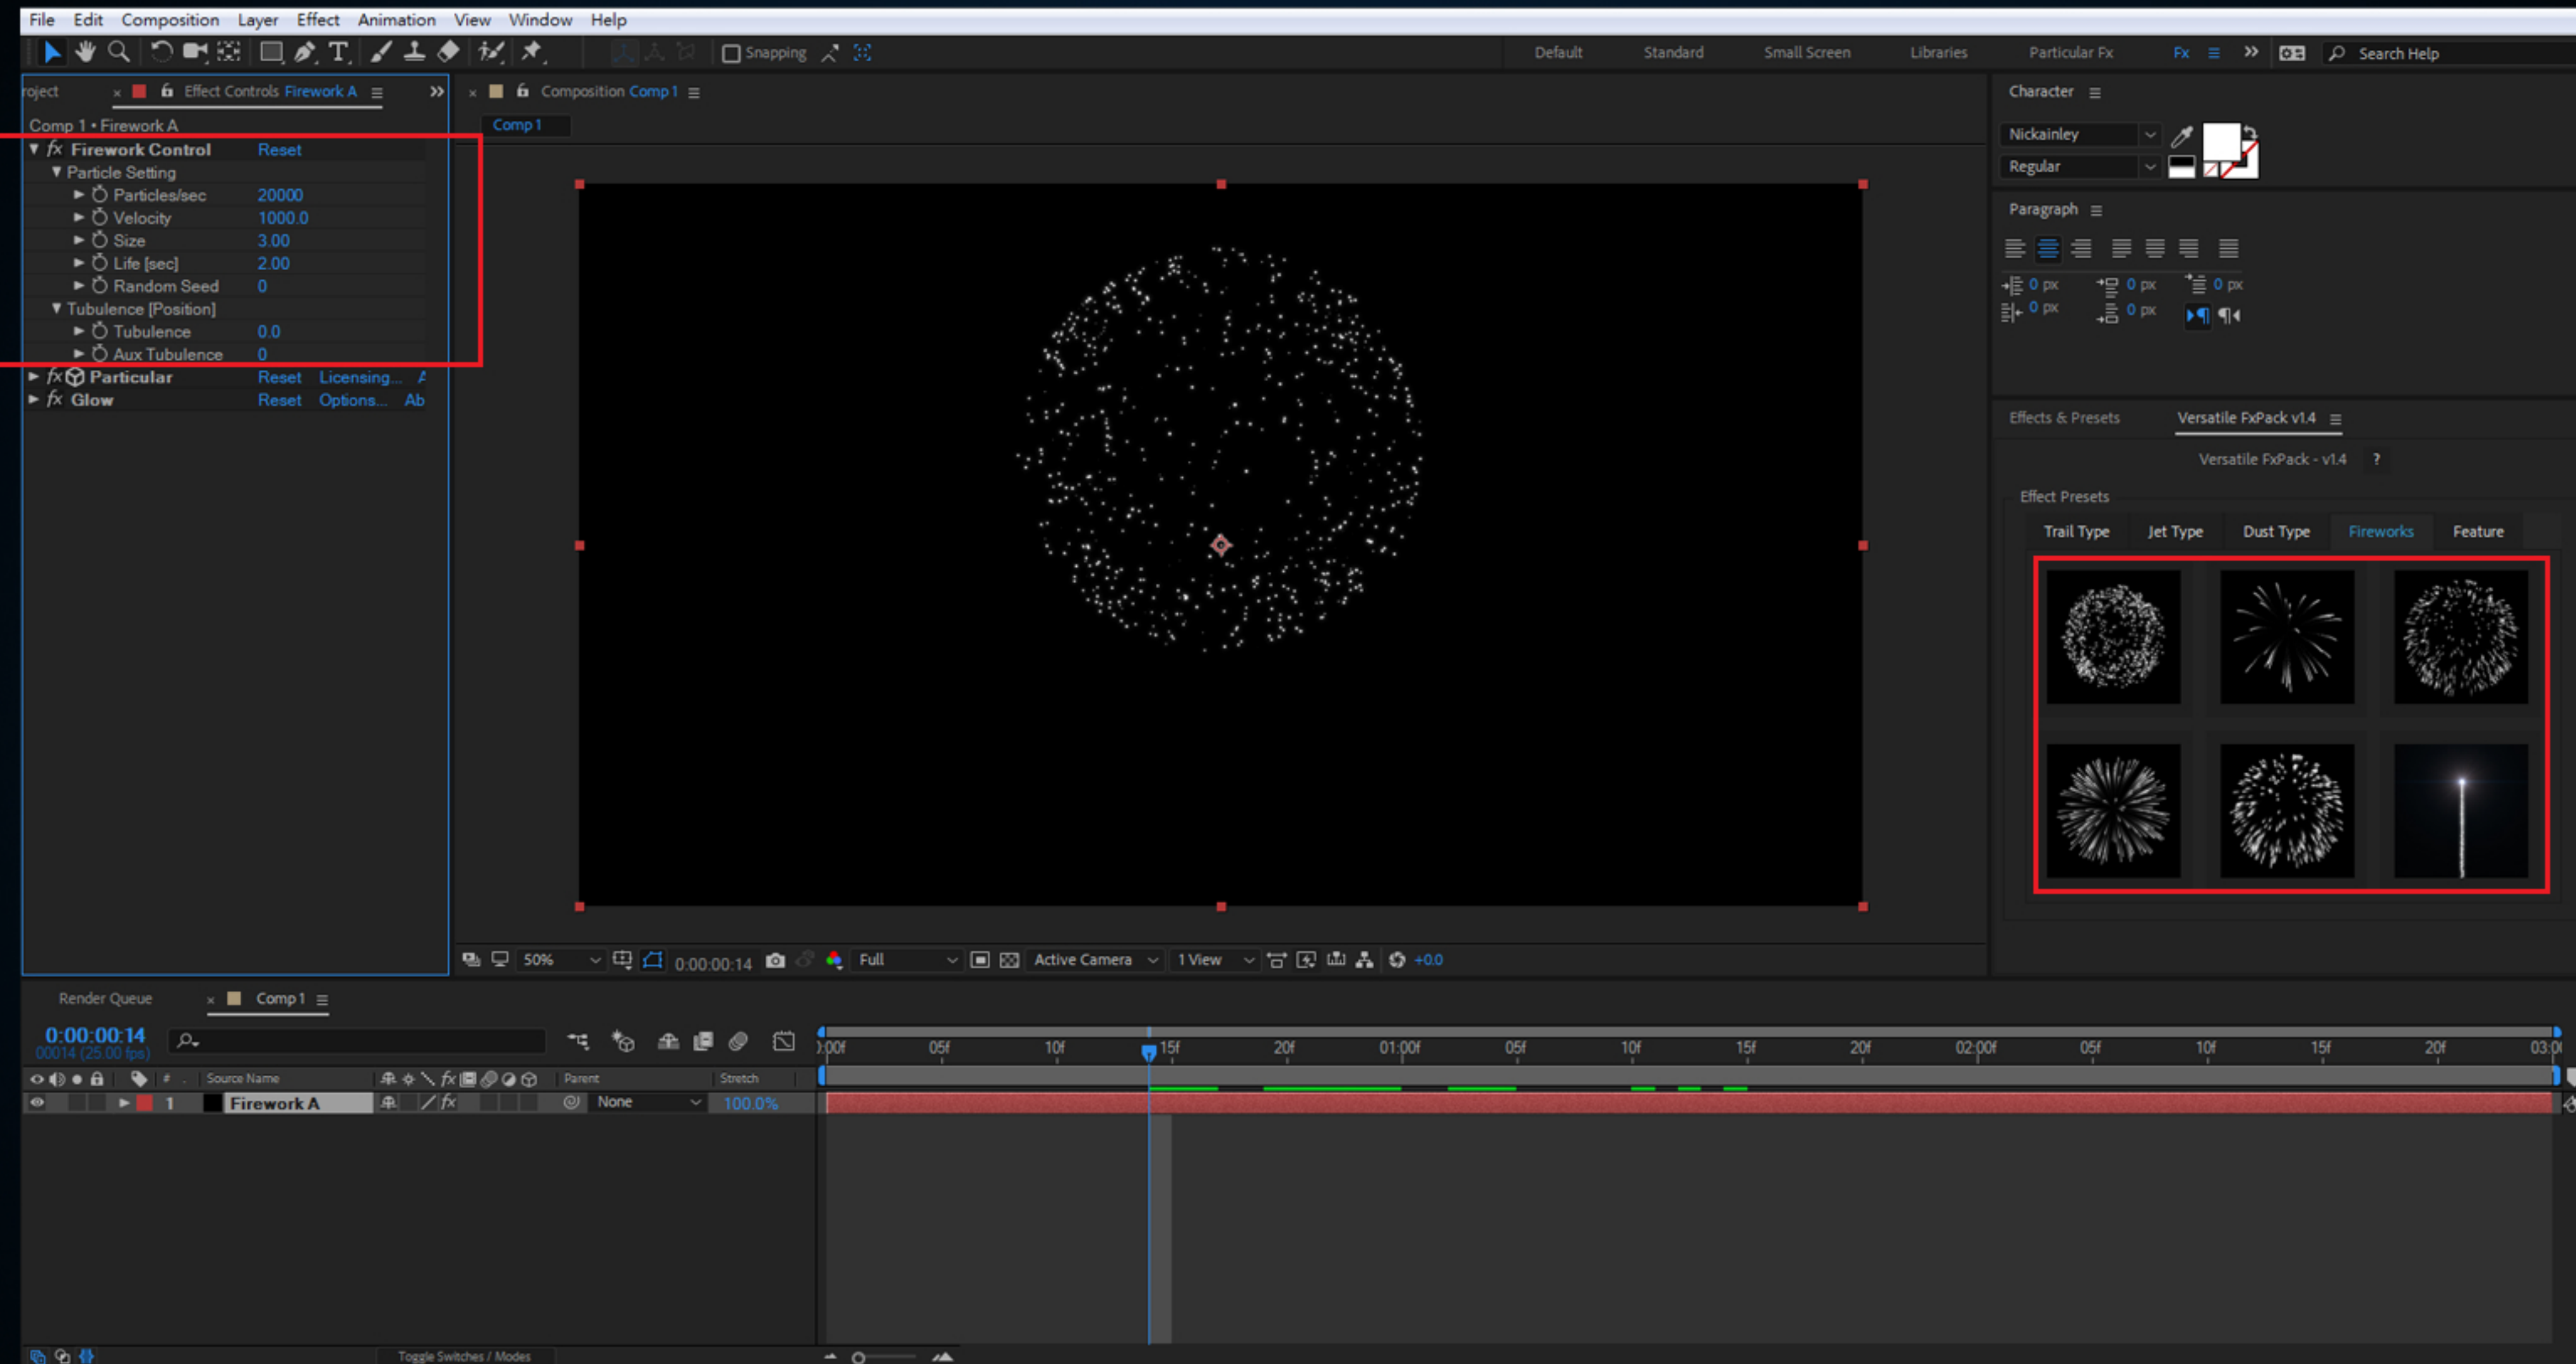 File Edit Composition Layer Effect Animation View Window Help
Snapping Default Standard Small Screen Libraries Particular Fx Fx Search Help
roject × Effect Controls Firework A
Comp 1 • Firework A
fx Firework Control Reset
Particle Setting
Particles/sec 20000
Velocity 1000.0
Size 3.00
Life [sec] 2.00
Random Seed 0
Tubulence [Position]
Tubulence 0.0
Aux Tubulence 0
fx Particular Reset Licensing... A
fx Glow Reset Options... Ab
× Composition Comp 1
Comp 1
50% 0:00:00:14 Full Active Camera 1 View +0.0
Character
Nickainley
Regular
Paragraph
0 px 0 px 0 px
0 px 0 px
Effects & Presets Versatile FxPack v1.4
Versatile FxPack - v1.4 ?
Effect Presets
Trail Type Jet Type Dust Type Fireworks Feature
Render Queue × Comp 1
0:00:00:14
00014 (25.00 fps)
):00f 05f 10f 15f 20f 01:00f 05f 10f 15f 20f 02:00f 05f 10f 15f 20f 03:0
# . Source Name fx Parent Stretch
1 Firework A fx None 100.0%
Toggle Switches / Modes